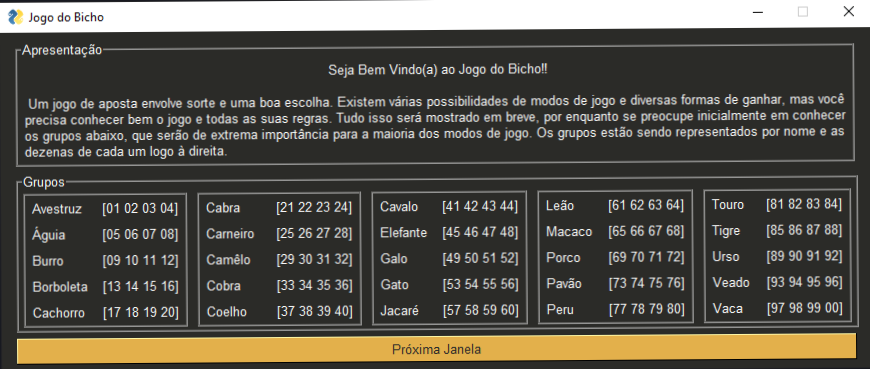 Jogo do Bicho
Apresentação
Seja Bem Vindo(a) ao Jogo do Bicho!!
Um jogo de aposta envolve sorte e uma boa escolha. Existem várias possibilidades de modos de jogo e diversas formas de ganhar, mas você
precisa conhecer bem o jogo e todas as suas regras. Tudo isso será mostrado em breve, por enquanto se preocupe inicialmente em conhecer
os grupos abaixo, que serão de extrema importância para a maioria dos modos de jogo. Os grupos estão sendo representados por nome e as
dezenas de cada um logo à direita.
Grupos
Avestruz [01 02 03 04]
Águia [05 06 07 08]
Burro [09 10 11 12]
Borboleta [13 14 15 16]
Cachorro [17 18 19 20]
Cabra [21 22 23 24]
Carneiro [25 26 27 28]
Camêlo [29 30 31 32]
Cobra [33 34 35 36]
Coelho [37 38 39 40]
Cavalo [41 42 43 44]
Elefante [45 46 47 48]
Galo [49 50 51 52]
Gato [53 54 55 56]
Jacaré [57 58 59 60]
Leão [61 62 63 64]
Macaco [65 66 67 68]
Porco [69 70 71 72]
Pavão [73 74 75 76]
Peru [77 78 79 80]
Touro [81 82 83 84]
Tigre [85 86 87 88]
Urso [89 90 91 92]
Veado [93 94 95 96]
Vaca [97 98 99 00]
Próxima Janela